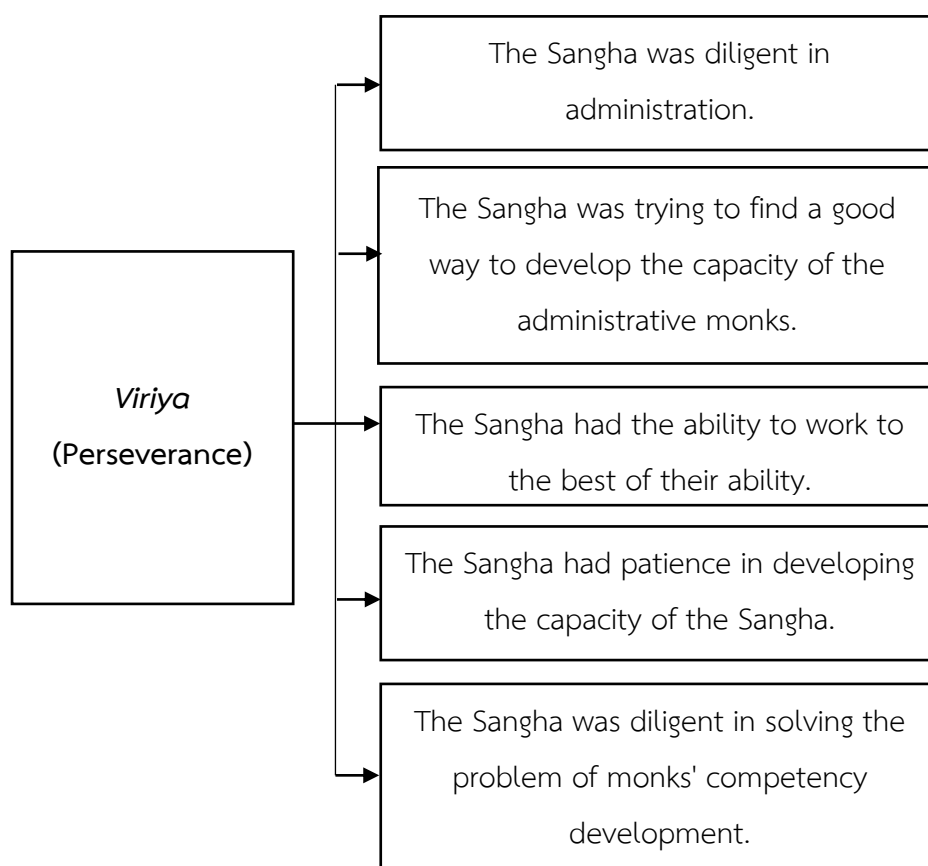 The Sangha was diligent in
administration.
The Sangha was trying to find a good
way to develop the capacity of the
administrative monks.
Viriya
(Perseverance)
The Sangha had the ability to work to
the best of their ability.
The Sangha had patience in developing
the capacity of the Sangha.
The Sangha was diligent in solving the
problem of monks' competency
development.